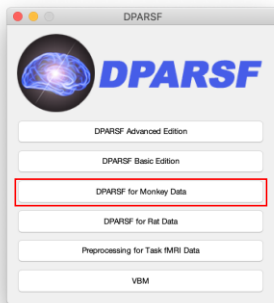 DPARSF
DPARSF
DPARSF Advanced Edition
DPARSF Basic Edition
DPARSF for Monkey Data
DPARSF for Rat Data
Preprocessing for Task fMRI Data
VBM